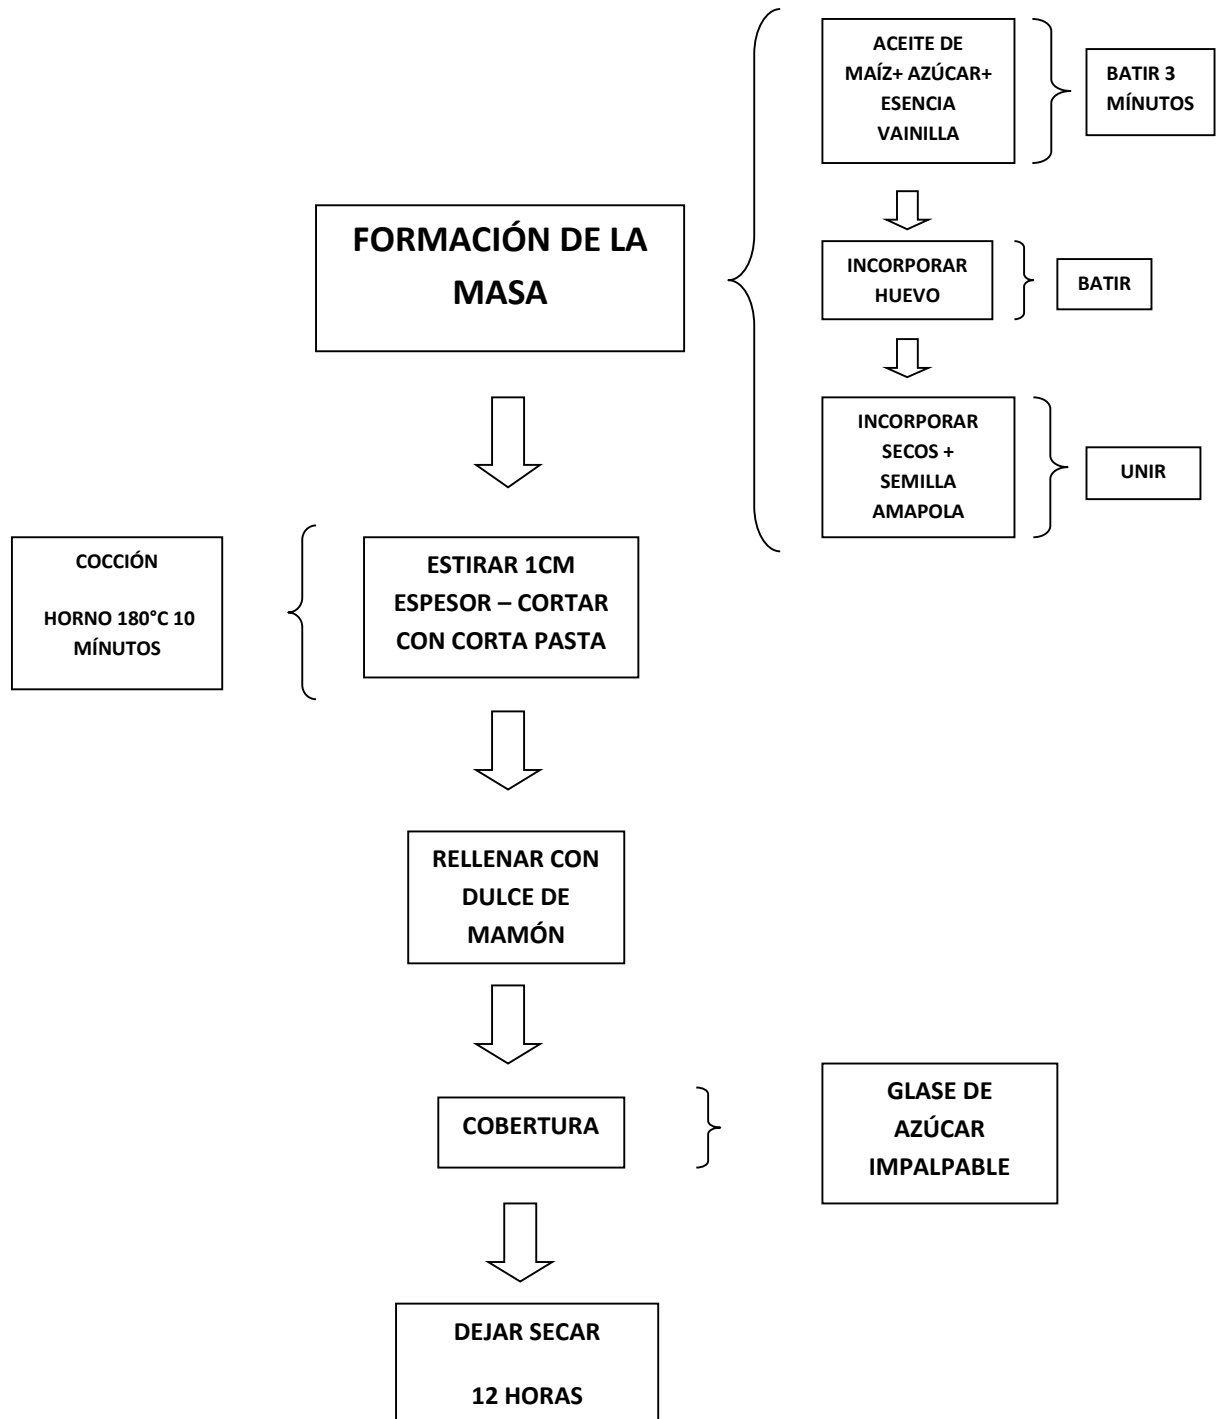 ACEITE DE
MAÍZ+ AZÚCAR+
ESENCIA
VAINILLA
BATIR 3
MÍNUTOS
FORMACIÓN DE LA
MASA
INCORPORAR
HUEVO
BATIR
INCORPORAR
SECOS +
SEMILLA
AMAPOLA
UNIR
COCCIÓN
HORNO 180°C 10
MÍNUTOS
ESTIRAR 1CM
ESPESOR – CORTAR
CON CORTA PASTA
RELLENAR CON
DULCE DE
MAMÓN
COBERTURA
GLASE DE
AZÚCAR
IMPALPABLE
DEJAR SECAR
12 HORAS